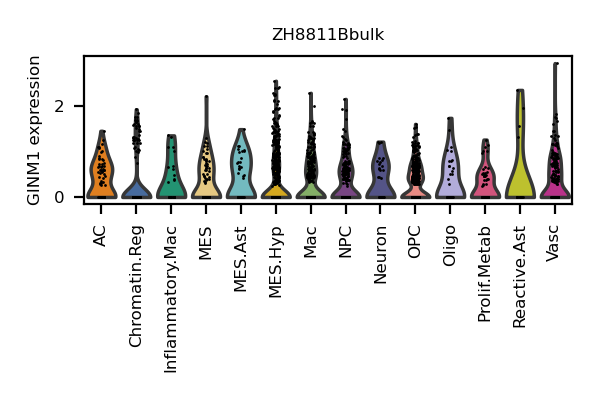 ZH8811Bbulk
GINM1 expression
2
0
AC
Chromatin.Reg
Inflammatory.Mac
MES
MES.Ast
MES.Hyp
Mac
NPC
Neuron
OPC
Oligo
Prolif.Metab
Reactive.Ast
Vasc